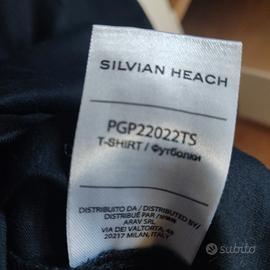 SILVIAN HEACH
PGP22022TS
T-SHIRT / Футболки
DISTRIBUITO DA /
DISTRIBUTED BY/
DISTRIBUÉ PAR /
ARAV SRL
VIA DEI VALTORTA, 48
20217 MILAN, ITALY
subito